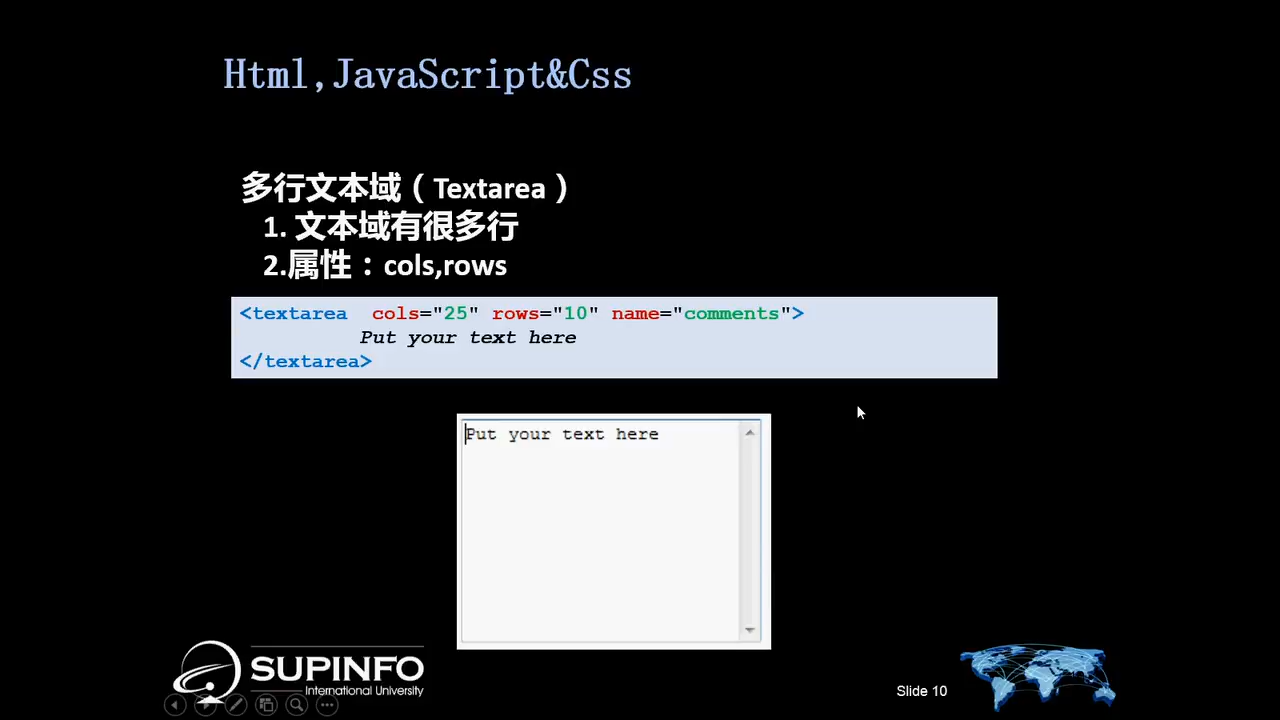 Html,JavaScript&Css
多行文本域（Textarea）
1. 文本域有很多行
2.属性：cols,rows
<textarea  cols="25" rows="10" name="comments">
Put your text here
</textarea>
Put your text here
SUPINFO
International University
Slide 10